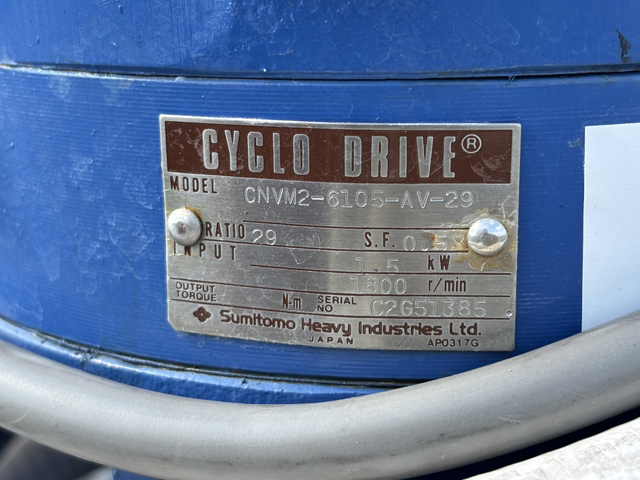 CYCLO DRIVE®
MODEL CNVM2-6105-AV-29
RATIO 29 S.F.
INPUT 1.5 kW
1800 r/min
OUTPUT TORQUE N·m SERIAL NO C2G51385
Sumitomo Heavy Industries Ltd.
JAPAN AP0317G